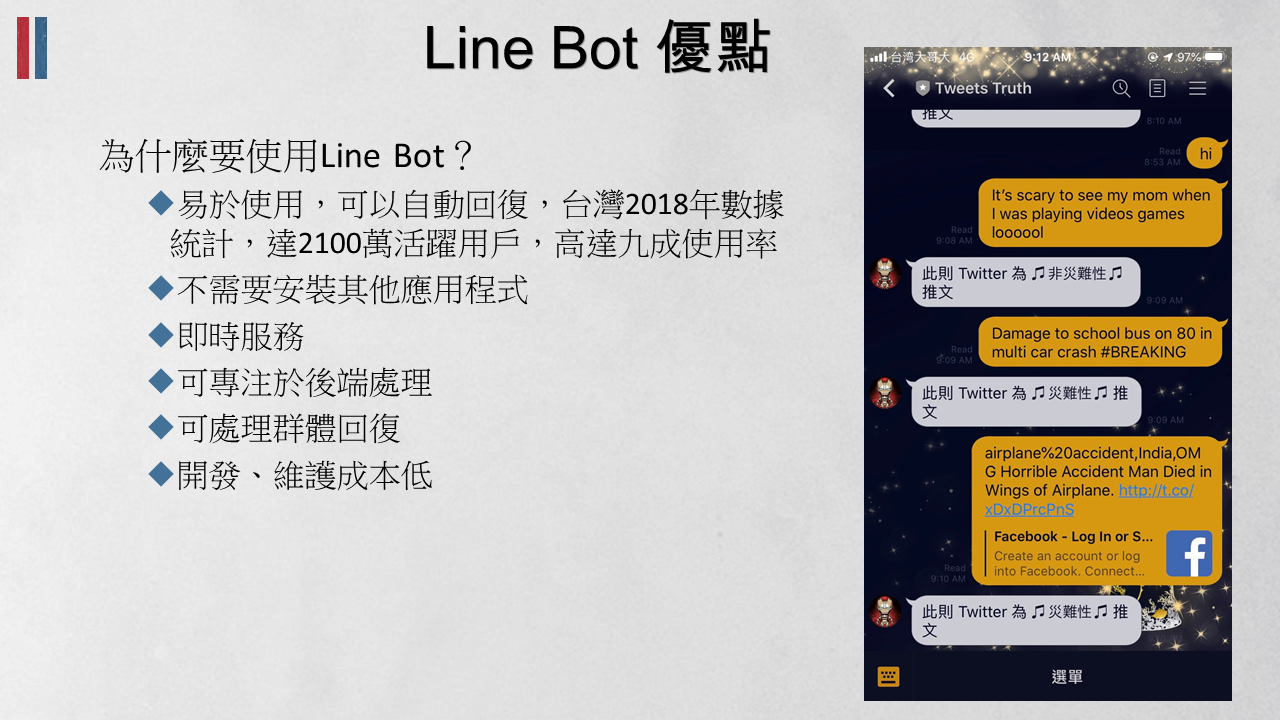 Line Bot 優點
為什麼要使用Line Bot？
易於使用，可以自動回復，台灣2018年數據
統計，達2100萬活躍用戶，高達九成使用率
不需要安裝其他應用程式
即時服務
可專注於後端處理
可處理群體回復
開發、維護成本低
台湾大哥大 4G 9:12 AM 97%
Tweets Truth
推文
8:10 AM
Read
8:53 AM
hi
It's scary to see my mom when
I was playing videos games
loooool
Read
9:08 AM
此則 Twitter 為 🎵非災難性🎵
推文
9:09 AM
Damage to school bus on 80 in
multi car crash #BREAKING
Read
9:09 AM
此則 Twitter 為 🎵災難性🎵 推
文
9:09 AM
airplane%20accident,India,OM
G Horrible Accident Man Died in
Wings of Airplane. http://t.co/
xDxDPrcPnS
Facebook - Log In or S...
Create an account or log
into Facebook. Connect...
Read
9:10 AM
此則 Twitter 為 🎵災難性🎵 推
文
選單